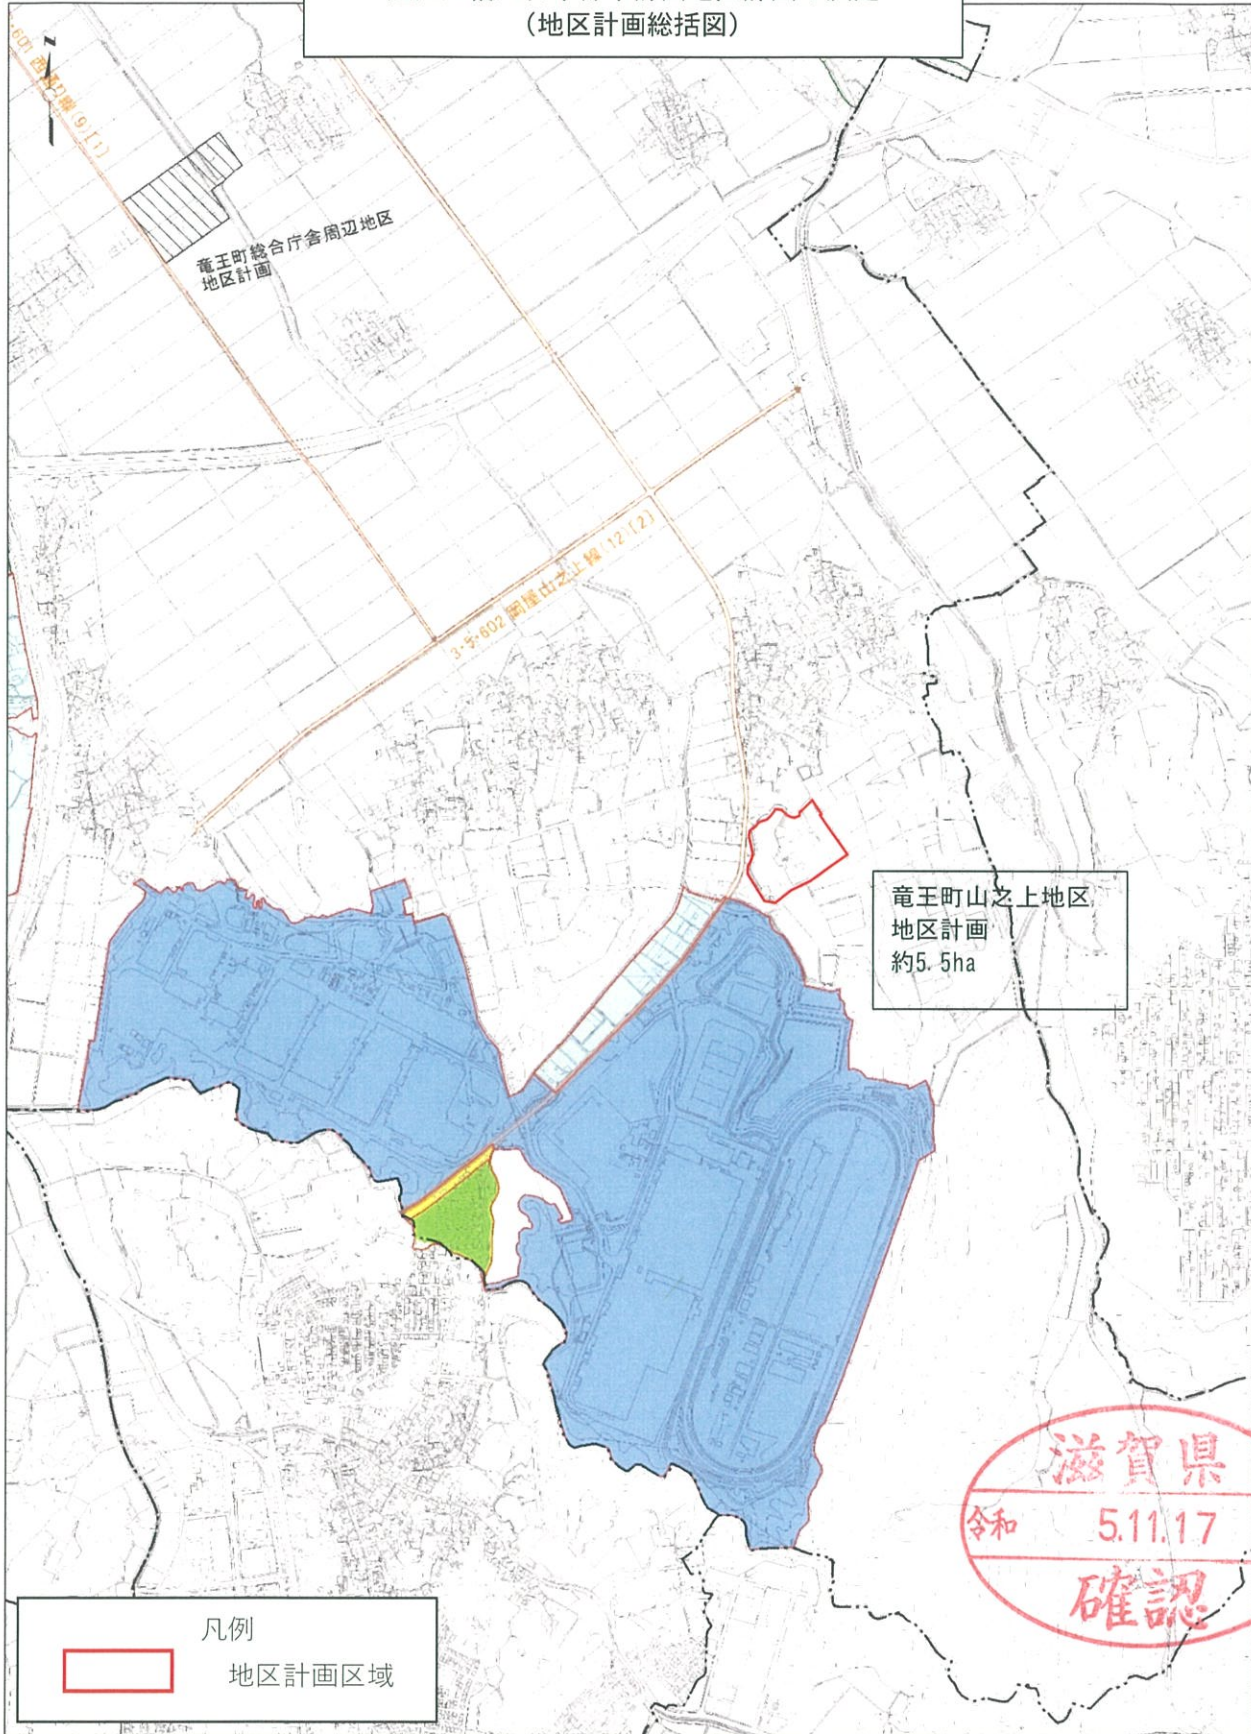 (地区計画総括図)
竜王町総合庁舎周辺地区
地区計画
3・5・602 岡屋山之上線(12)[2]
竜王町山之上地区
地区計画
約5.5ha
滋賀県
令和 5.11.17
確認
凡例
地区計画区域